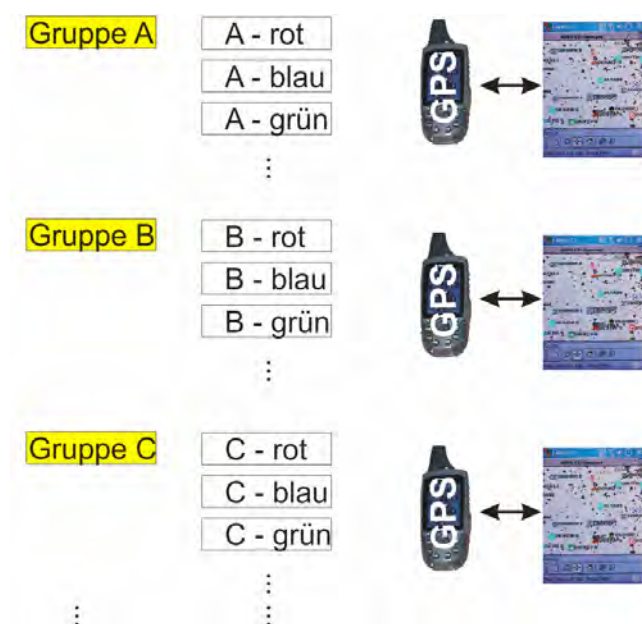 Gruppe A
A - rot
A - blau
A - grün
⋮
GPS
Gruppe B
B - rot
B - blau
B - grün
⋮
GPS
Gruppe C
C - rot
C - blau
C - grün
⋮
GPS
⋮